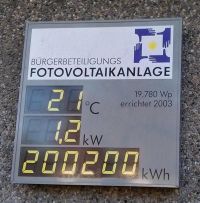 BÜRGERBETEILIGUNGS
FOTOVOLTAIKANLAGE
19,780 Wp
errichtet 2003
21 °C
1,2 kW
200200 kWh